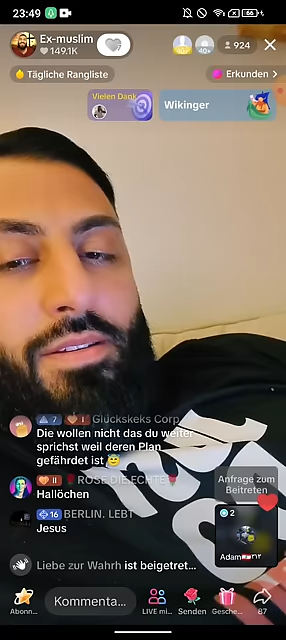 23:49
86
Ex-muslim
149.1K
924
Tägliche Rangliste
Erkunden >
Vielen Dank
Wikinger
7 Glückskeks Corp
Die wollen nicht das du weiter
sprichst weil deren Plan
gefährdet ist
II ROSE DIE ECHTE
Hallöchen
Anfrage zum
Beitreten
16 BERLIN. LEBT
Jesus
2
Liebe zur Wahrh ist beigetret...
Abonn...
Kommenta...
LIVE mi...
Senden
Gesche...
87